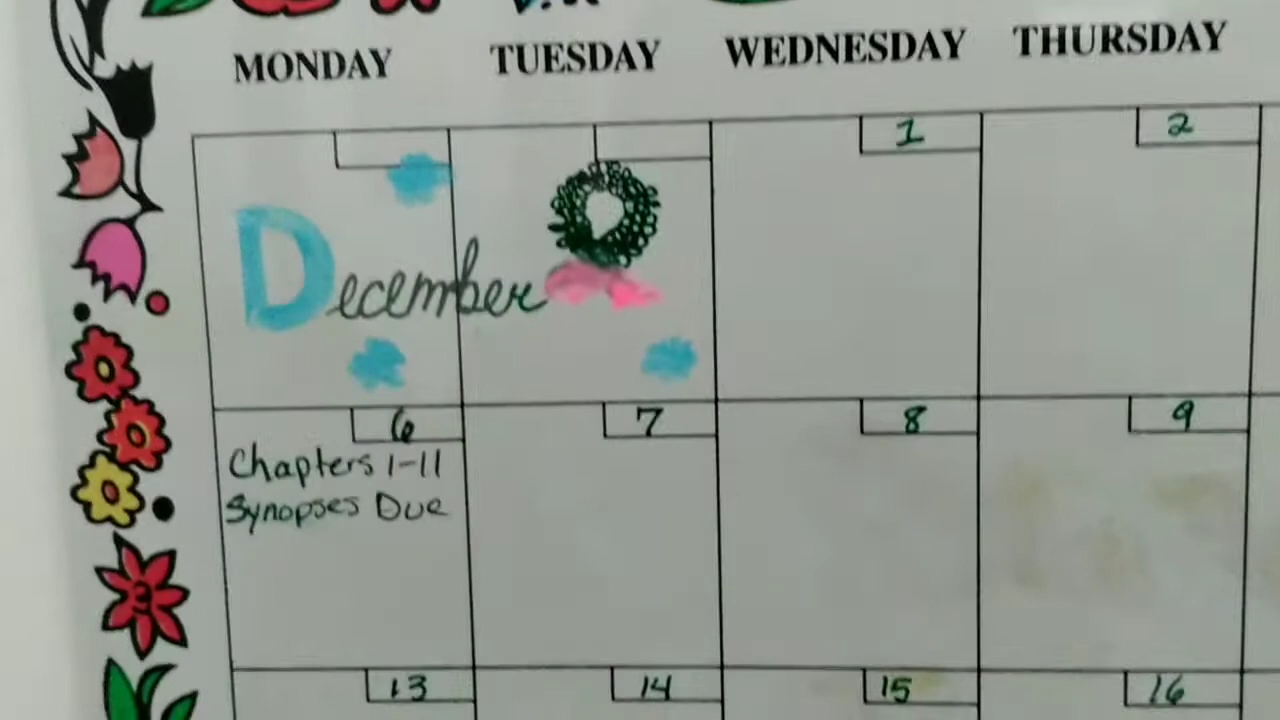 MONDAY TUESDAY WEDNESDAY THURSDAY
1 2
December
6 7 8 9
Chapters 1-11
Synopses Due
13 14 15 16